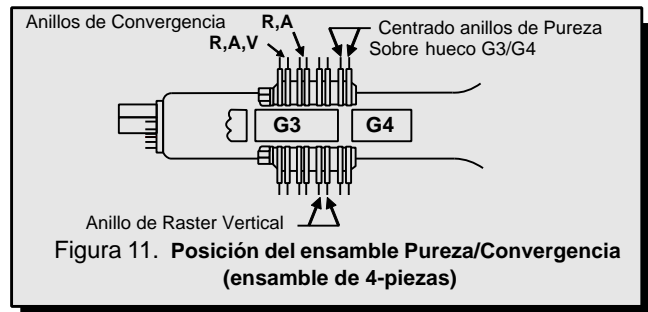 Anillos de Convergencia
R,A
R,A,V
Centrado anillos de Pureza
Sobre hueco G3/G4
G3
G4
Anillo de Raster Vertical
Figura 11. Posición del ensamble Pureza/Convergencia
(ensamble de 4-piezas)